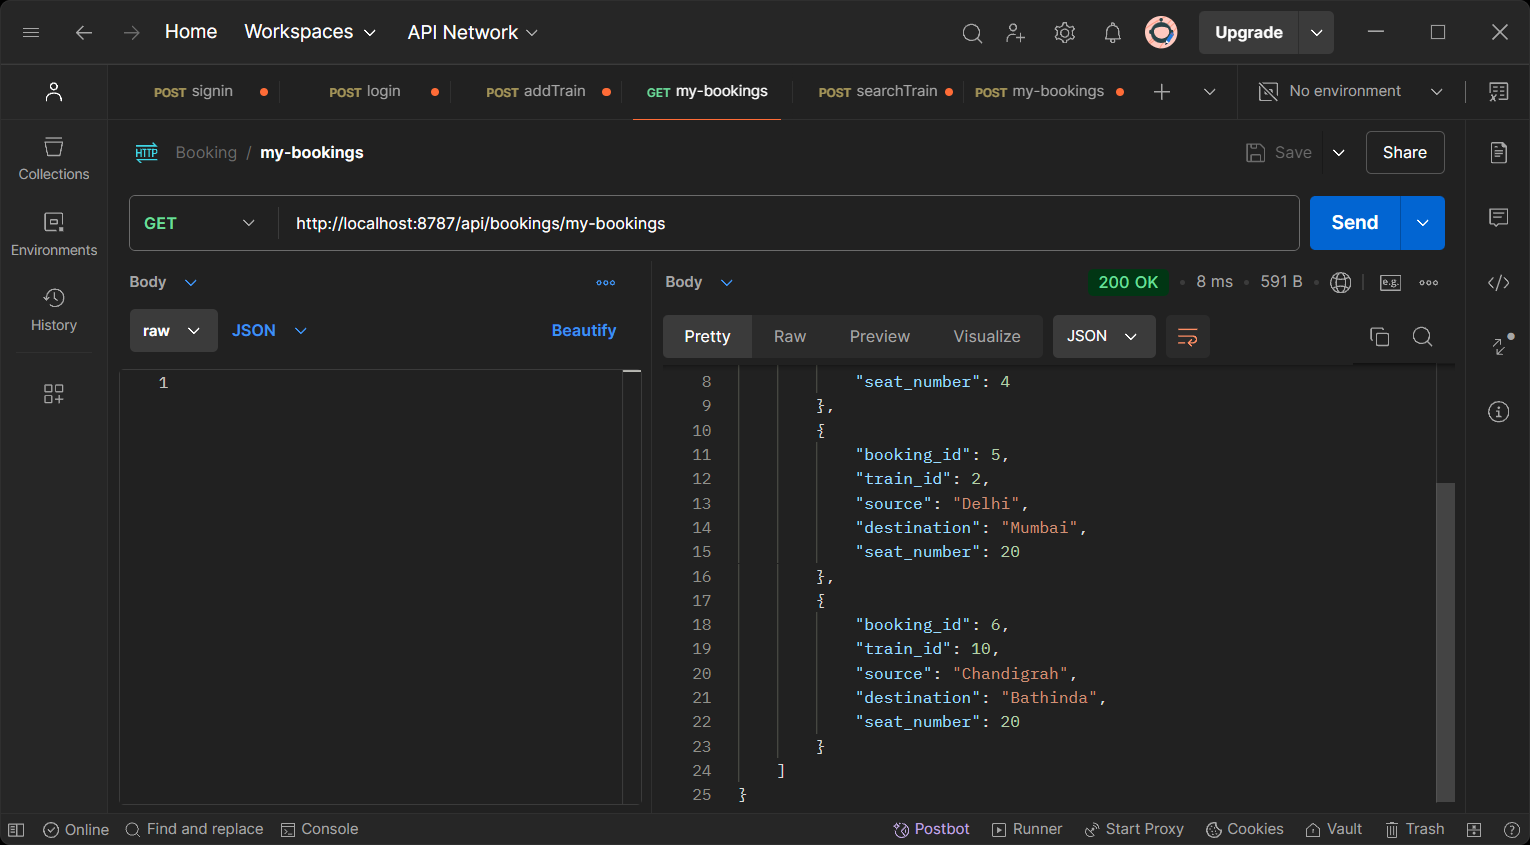 Home Workspaces API Network Upgrade
POST signin POST login POST addTrain GET my-bookings POST searchTrain POST my-bookings No environment
HTTP Booking / my-bookings Save Share
Collections
GET http://localhost:8787/api/bookings/my-bookings Send
Environments
Body Body 200 OK 8 ms 591 B e.g.
History
raw JSON Beautify Pretty Raw Preview Visualize JSON
1
8 "seat_number": 4
9 },
10 {
11 "booking_id": 5,
12 "train_id": 2,
13 "source": "Delhi",
14 "destination": "Mumbai",
15 "seat_number": 20
16 },
17 {
18 "booking_id": 6,
19 "train_id": 10,
20 "source": "Chandigrah",
21 "destination": "Bathinda",
22 "seat_number": 20
23 }
24 ]
25 }
Online Find and replace Console Postbot Runner Start Proxy Cookies Vault Trash